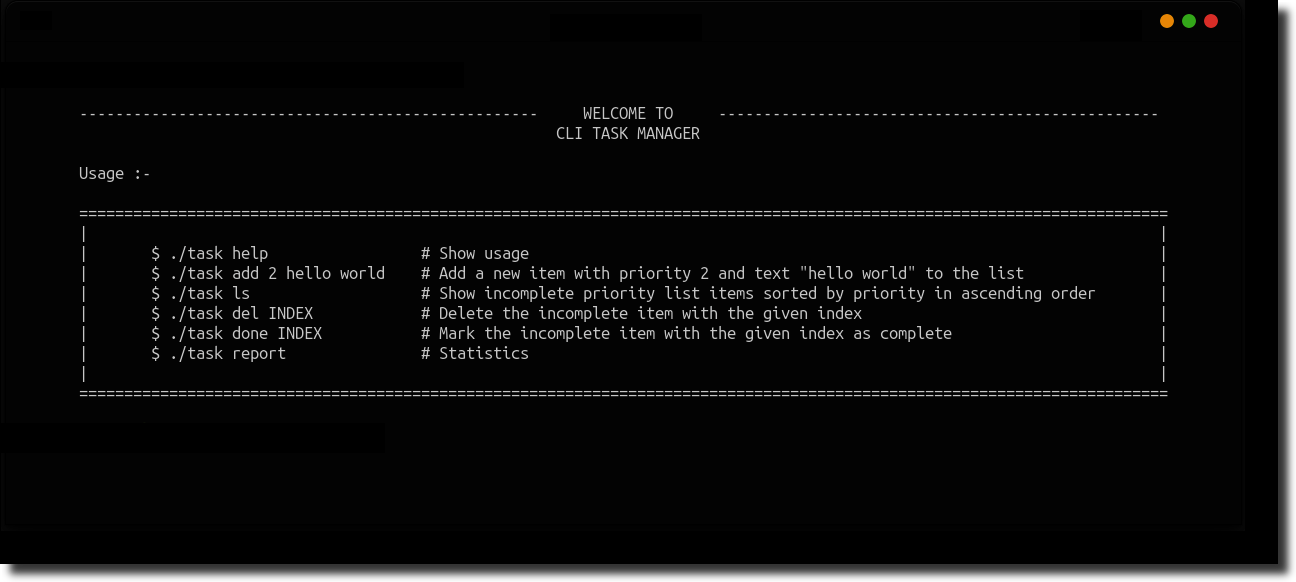 ---------------------------------------------------     WELCOME TO     -------------------------------------------------
CLI TASK MANAGER
Usage :-
=========================================================================================================================
|                                                                                                                       |
|       $ ./task help                 # Show usage                                                                      |
|       $ ./task add 2 hello world    # Add a new item with priority 2 and text "hello world" to the list               |
|       $ ./task ls                   # Show incomplete priority list items sorted by priority in ascending order       |
|       $ ./task del INDEX            # Delete the incomplete item with the given index                                 |
|       $ ./task done INDEX           # Mark the incomplete item with the given index as complete                       |
|       $ ./task report               # Statistics                                                                      |
|                                                                                                                       |
=========================================================================================================================